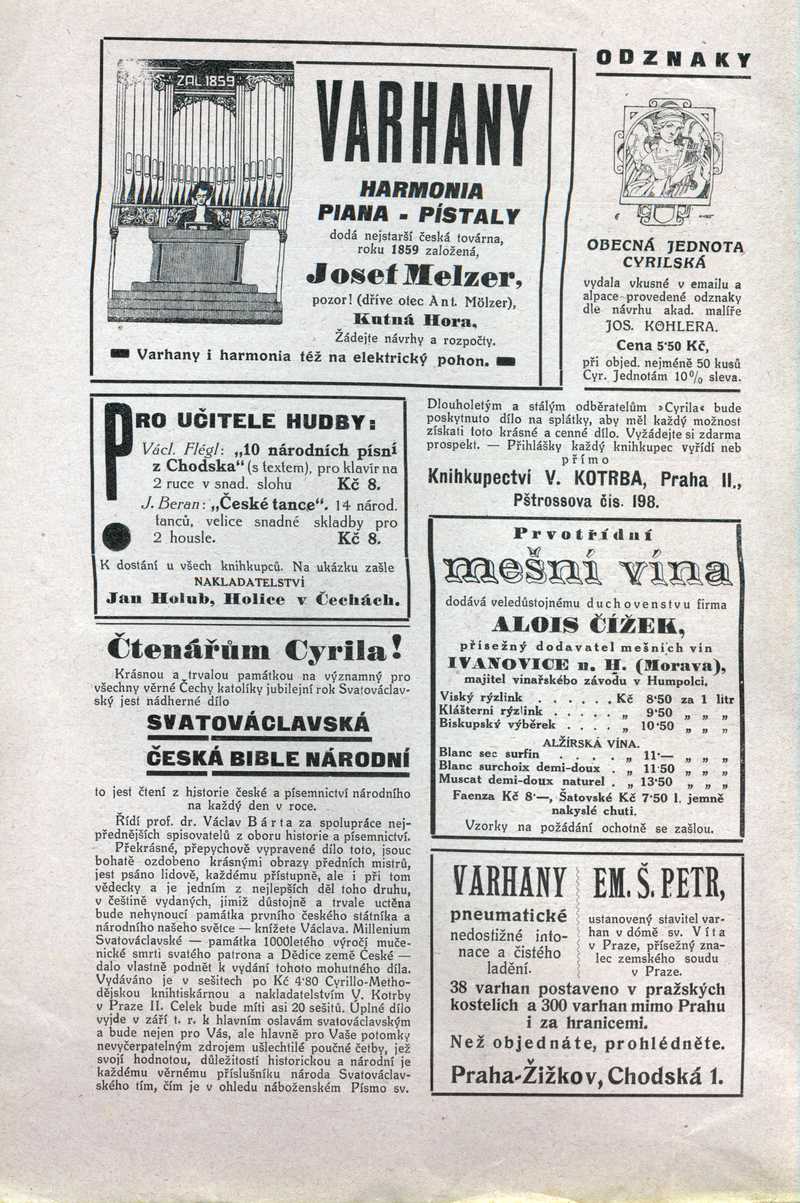 ZAL. 1859
VARHANY
HARMONIA
PIANA - PÍSTALY
dodá nejstarší česká továrna,
roku 1859 založená,
Josef Melzer,
pozor! (dříve otec Ant. Mölzer),
Kutná Hora,
Žádejte návrhy a rozpočty.
Varhany i harmonia též na elektrický pohon.
ODZNAKY
OBECNÁ JEDNOTA
CYRILSKÁ
vydala vkusné v emailu a
alpace provedené odznaky
dle návrhu akad. malíře
JOS. KÖHLERA.
Cena 5·50 Kč,
při objed. nejméně 50 kusů
Cyr. Jednotám 10% sleva.
PRO UČITELE HUDBY:
Václ. Flégl: „10 národních písní
z Chodska“ (s textem), pro klavír na
2 ruce v snad. slohu Kč 8.
J. Beran: „České tance“. 14 národ.
tanců, velice snadné skladby pro
2 housle. Kč 8.
K dostání u všech knihkupců. Na ukázku zašle
NAKLADATELSTVÍ
Jan Holub, Holice v Čechách.
Čtenářům Cyrila!
Krásnou a trvalou památkou na významný pro
všechny věrné Čechy katolíky jubilejní rok Svatováclav-
ský jest nádherné dílo
SVATOVÁCLAVSKÁ
ČESKÁ BIBLE NÁRODNÍ
to jest čtení z historie české a písemnictví národního
na každý den v roce.
Řídí prof. dr. Václav Bárta za spolupráce nej-
přednějších spisovatelů z oboru historie a písemnictví.
Překrásné, přepychově vypravené dílo toto, jsouc
bohatě ozdobeno krásnými obrazy předních mistrů,
jest psáno lidově, každému přístupně, ale i při tom
vědecky a je jedním z nejlepších děl toho druhu,
v češtině vydaných, jimiž důstojně a trvale uctěna
bude nehynoucí památka prvního českého státníka a
národního našeho světce — knížete Václava. Millenium
Svatováclavské — památka 1000letého výročí muče-
nické smrti svatého patrona a Dědice země České —
dalo vlastně podnět k vydání tohoto mohutného díla.
Vydáváno je v sešitech po Kč 4·80 Cyrillo-Metho-
dějskou knihtiskárnou a nakladatelstvím V. Kotrby
v Praze II. Celek bude míti asi 20 sešitů. Úplné dílo
vyjde v září t. r. k hlavním oslavám svatováclavským
a bude nejen pro Vás, ale hlavně pro Vaše potomky
nevyčerpatelným zdrojem ušlechtilé poučné četby, jež
svojí hodnotou, důležitostí historickou a národní je
každému věrnému příslušníku národa Svatováclav-
ského tím, čím je v ohledu náboženském Písmo sv.
Dlouholetým a stálým odběratelům »Cyrila« bude
poskytnuto dílo na splátky, aby měl každý možnost
získati toto krásné a cenné dílo. Vyžádejte si zdarma
prospekt. — Přihlášky každý knihkupec vyřídí neb
přímo
Knihkupectví V. KOTRBA, Praha II.,
Pštrossova čís. 198.
Prvotřídní
mešní vína
dodává veledůstojnému duchovenstvu firma
ALOIS ČÍŽEK,
přísežný dodavatel mešních vín
IVANOVICE n. H. (Morava),
majitel vinařského závodu v Humpolci.
Viský rýzlink . . . . . . Kč 8·50 za 1 litr
Klášterní rýzlink . . . . . „ 9·50 „ „ „
Biskupský výběrek . . . . „ 10·50 „ „ „
ALŽÍRSKÁ VÍNA.
Blanc sec surfin . . . . „ 11·— „ „ „
Blanc surchoix demi-doux . „ 11·50 „ „ „
Muscat demi-doux naturel . „ 13·50 „ „ „
Faenza Kč 8·—, Šatovské Kč 7·50 l. jemně
nakyslé chuti.
Vzorky na požádání ochotně se zašlou.
VARHANY
pneumatické
nedostižné into-
nace a čistého
ladění.
EM. Š. PETR,
ustanovený stavitel var-
han v dómě sv. Víta
v Praze, přísežný zna-
lec zemského soudu
v Praze.
38 varhan postaveno v pražských
kostelích a 300 varhan mimo Prahu
i za hranicemi.
Než objednáte, prohlédněte.
Praha-Žižkov, Chodská 1.